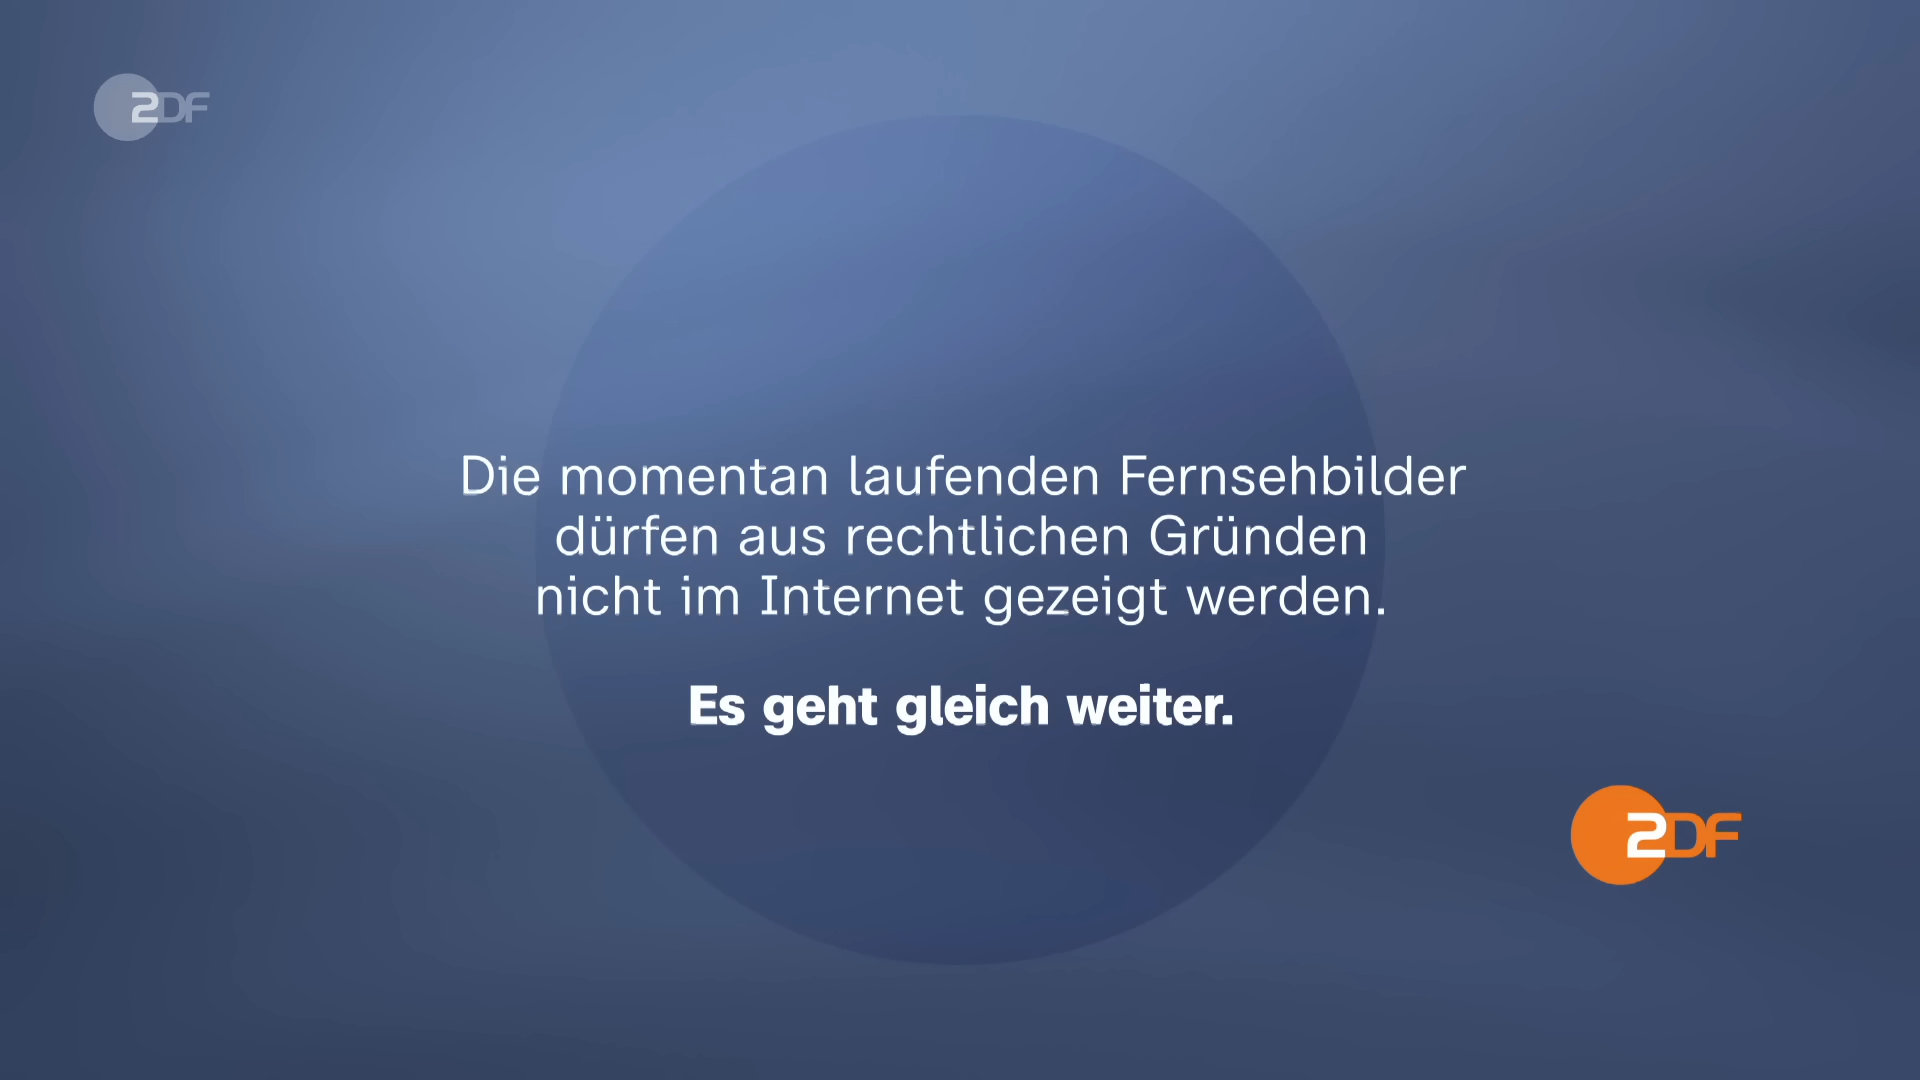 ZDF
Die momentan laufenden Fernsehbilder
dürfen aus rechtlichen Gründen
nicht im Internet gezeigt werden.
Es geht gleich weiter.
ZDF